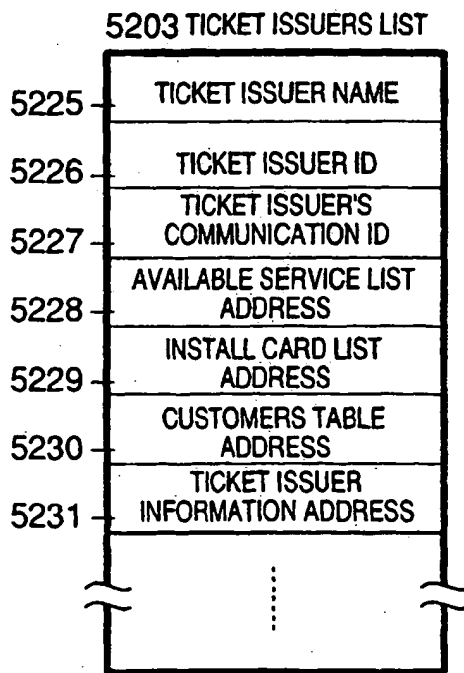 5203 TICKET ISSUERS LIST
5225 TICKET ISSUER NAME
5226 TICKET ISSUER ID
5227 TICKET ISSUER'S
COMMUNICATION ID
5228 AVAILABLE SERVICE LIST
ADDRESS
5229 INSTALL CARD LIST
ADDRESS
5230 CUSTOMERS TABLE
ADDRESS
5231 TICKET ISSUER
INFORMATION ADDRESS